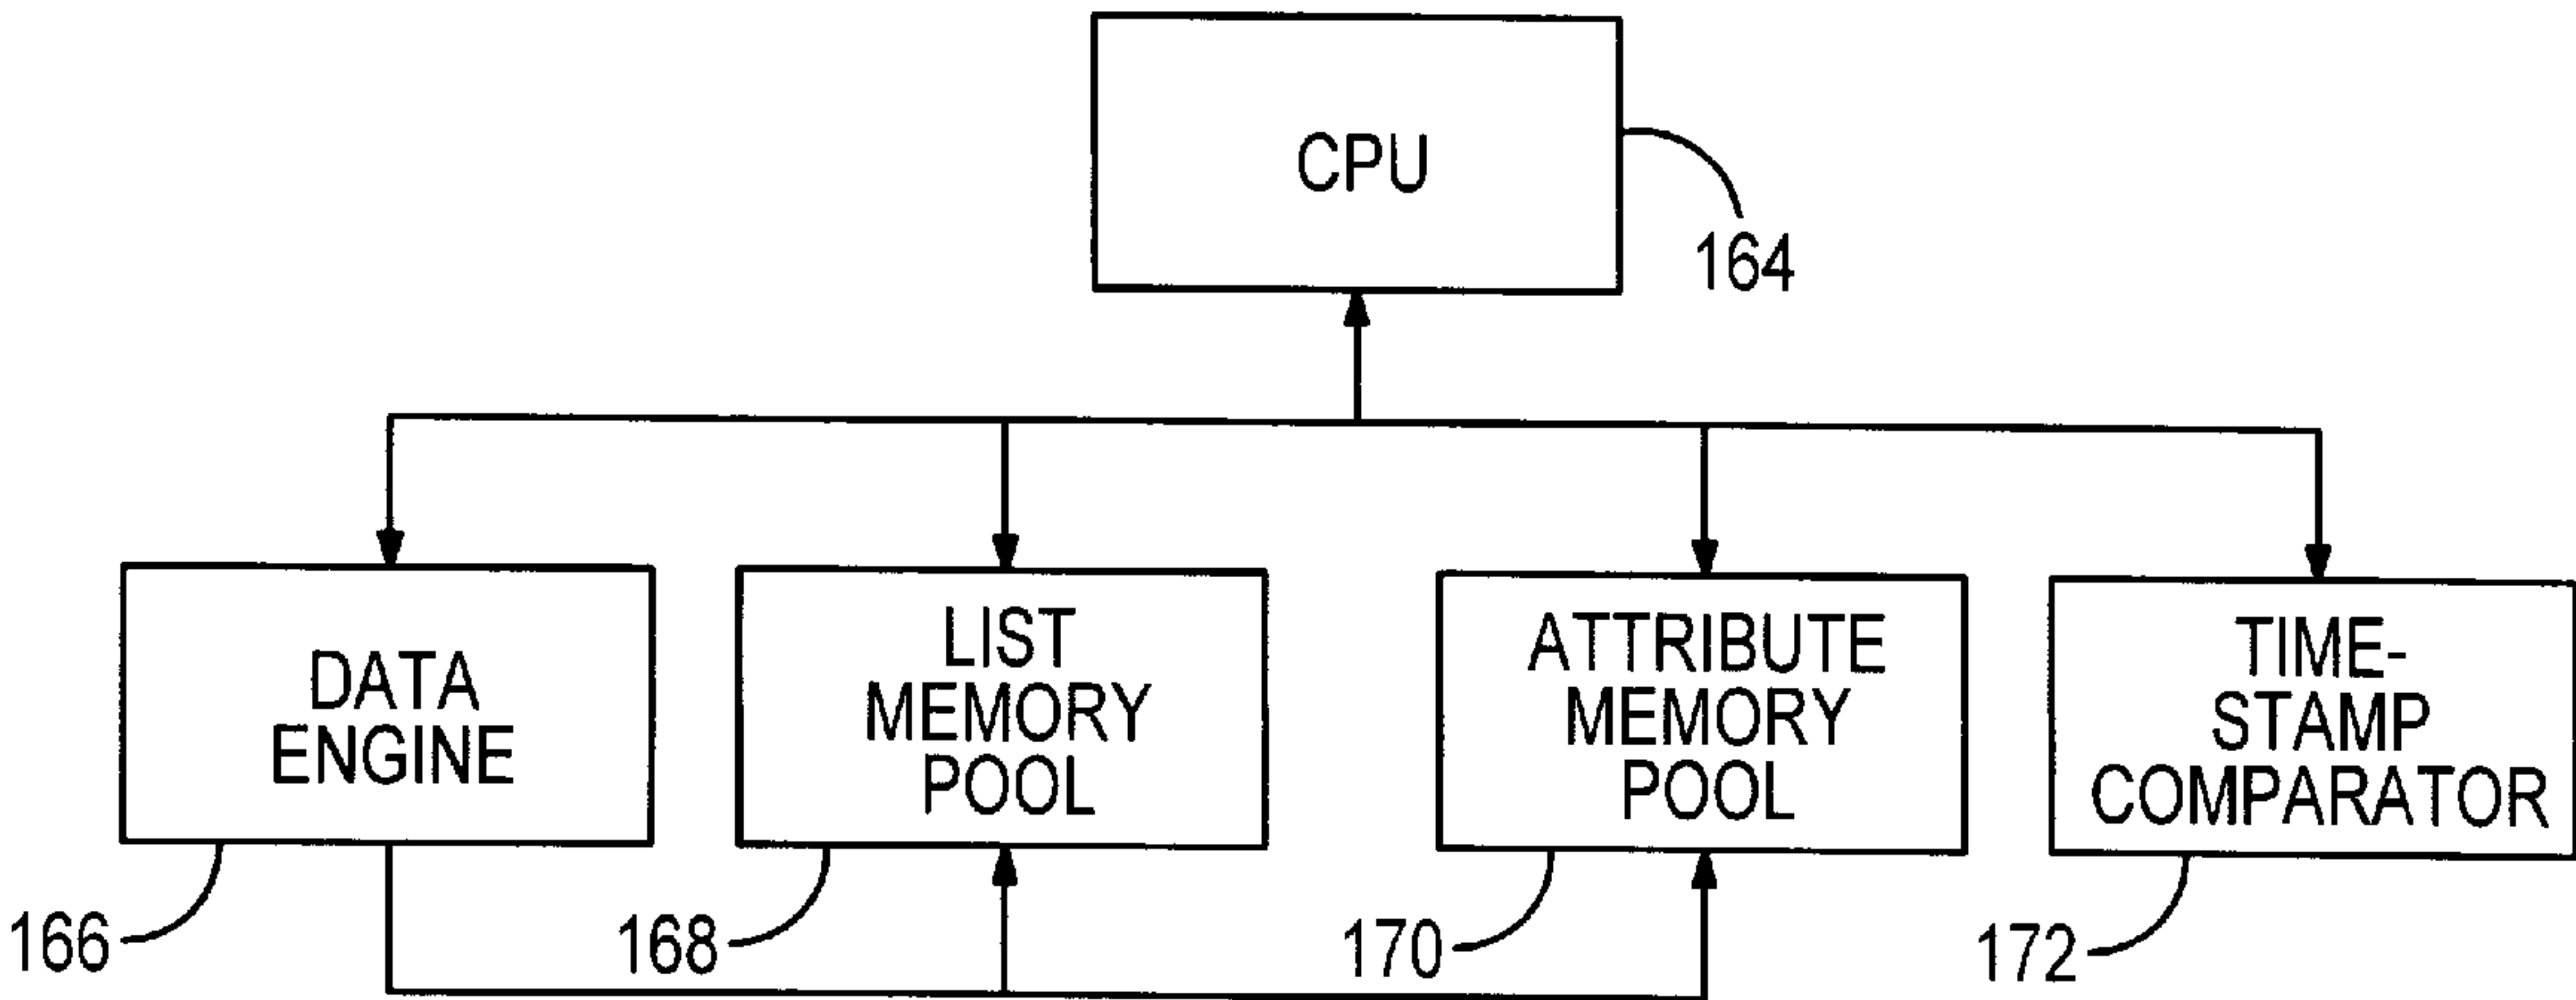 CPU
164
DATA
ENGINE
LIST
MEMORY
POOL
ATTRIBUTE
MEMORY
POOL
TIME-
STAMP
COMPARATOR
166
168
170
172